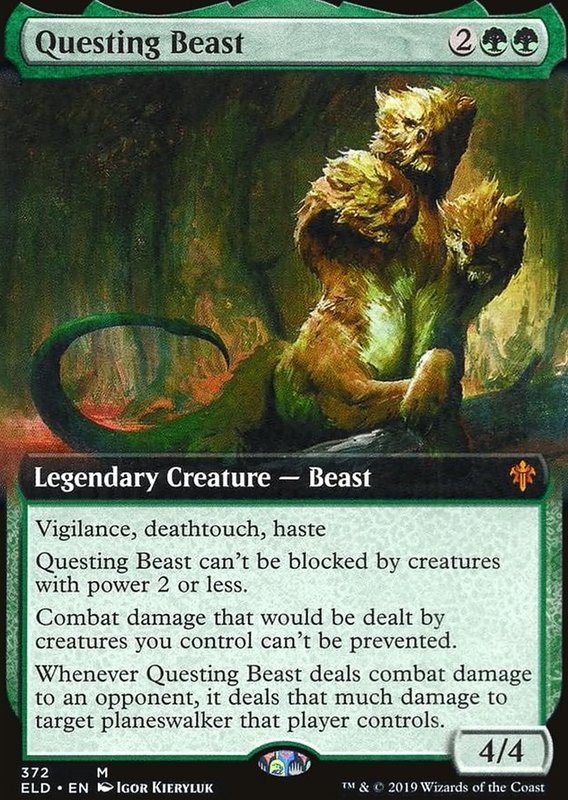 Questing Beast 2
Legendary Creature — Beast
Vigilance, deathtouch, haste
Questing Beast can't be blocked by creatures
with power 2 or less.
Combat damage that would be dealt by
creatures you control can't be prevented.
Whenever Questing Beast deals combat damage
to an opponent, it deals that much damage to
target planeswalker that player controls.
4/4
372 M
ELD • EN Igor Kieryluk
™ & © 2019 Wizards of the Coast